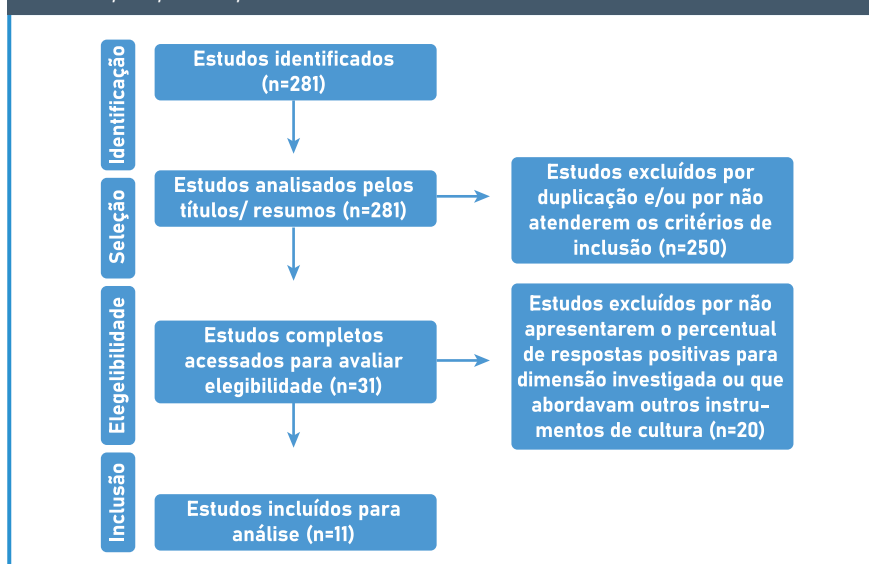 Identificação
Estudos identificados
(n=281)
Seleção
Estudos analisados pelos
títulos/ resumos (n=281)
Estudos excluídos por
duplicação e/ou por não
atenderem os critérios de
inclusão (n=250)
Elegelibilidade
Estudos completos
acessados para avaliar
elegibilidade (n=31)
Estudos excluídos por não
apresentarem o percentual
de respostas positivas para
dimensão investigada ou que
abordavam outros instru-
mentos de cultura (n=20)
Inclusão
Estudos incluídos para
análise (n=11)